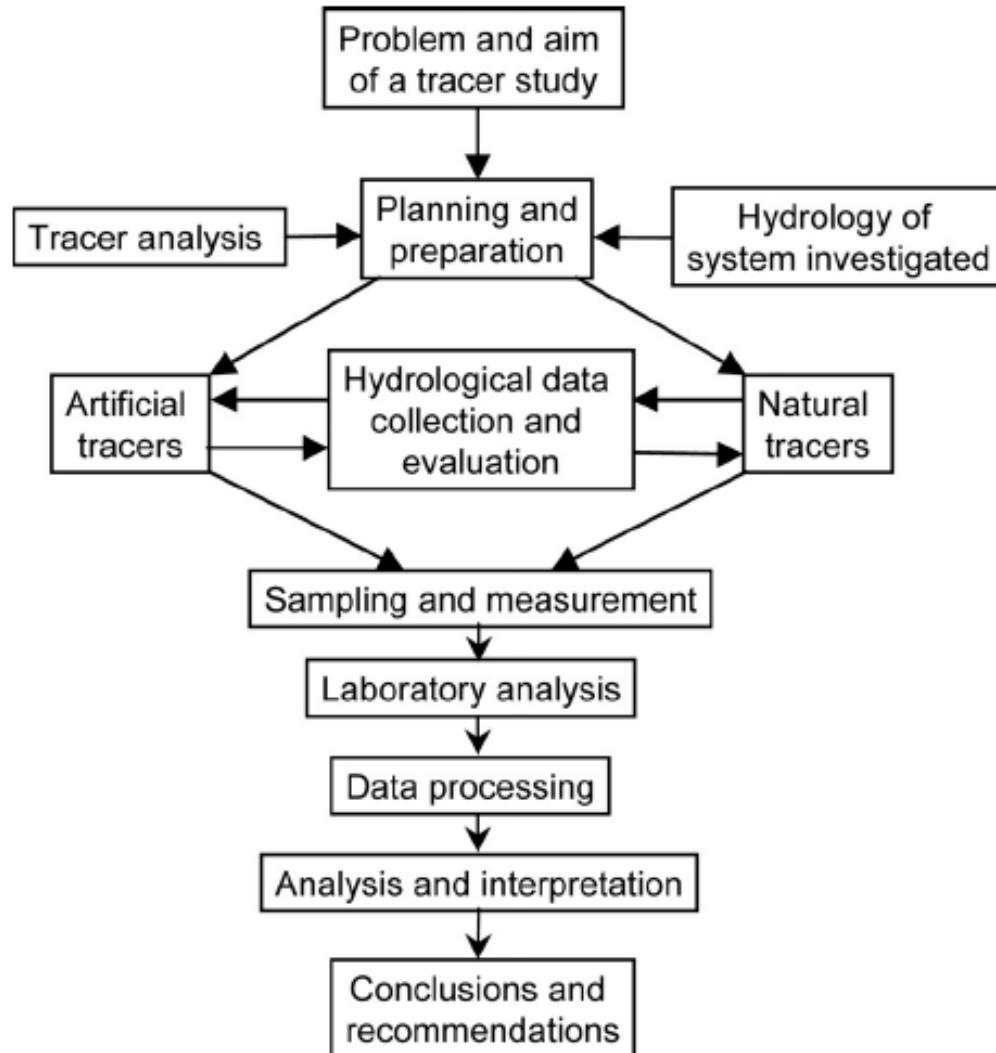 Problem and aim
of a tracer study
Planning and
preparation
Tracer analysis
Hydrology of
system investigated
Artificial
tracers
Hydrological data
collection and
evaluation
Natural
tracers
Sampling and measurement
Laboratory analysis
Data processing
Analysis and interpretation
Conclusions and
recommendations